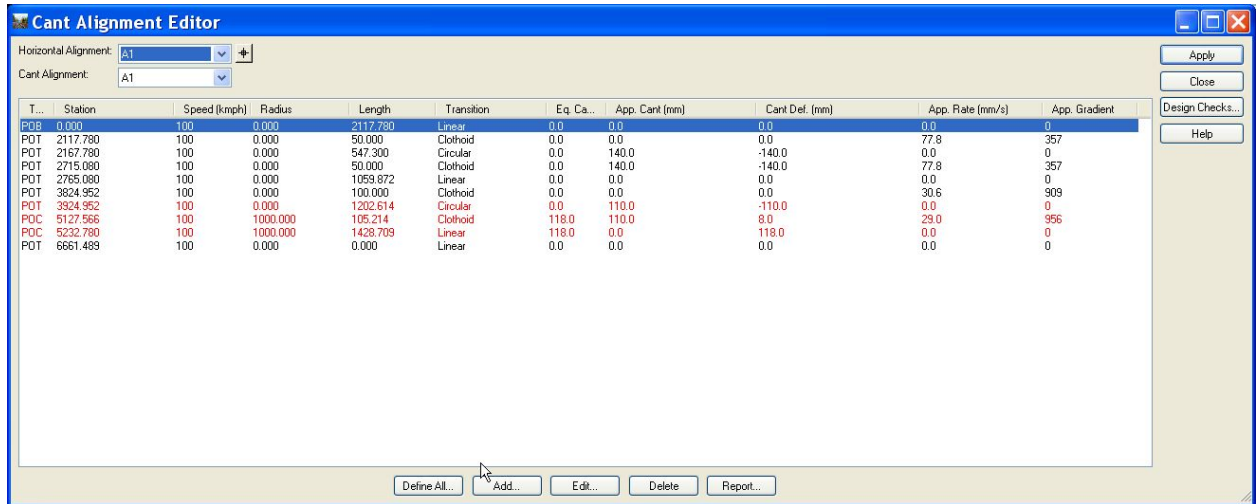 Cant Alignment Editor
Horizontal Alignment: A1
Apply
Cant Alignment: A1
Close
T... Station Speed (kmph) Radius Length Transition Eq. Ca... App. Cant (mm) Cant Def. (mm) App. Rate (mm/s) App. Gradient
Design Checks...
POB 0.000 100 0.000 2117.780 Linear 0.0 0.0 0.0 0.0 0
Help
POT 2117.780 100 0.000 50.000 Clothoid 0.0 0.0 0.0 77.8 357
POT 2167.780 100 0.000 547.300 Circular 0.0 140.0 -140.0 0.0 0
POT 2715.080 100 0.000 50.000 Clothoid 0.0 140.0 -140.0 77.8 357
POT 2765.080 100 0.000 1059.872 Linear 0.0 0.0 0.0 0.0 0
POT 3824.952 100 0.000 100.000 Clothoid 0.0 0.0 0.0 30.6 909
POT 3924.952 100 0.000 1202.614 Circular 0.0 110.0 -110.0 0.0 0
POC 5127.566 100 1000.000 105.214 Clothoid 118.0 110.0 8.0 29.0 956
POC 5232.780 100 1000.000 1428.709 Linear 118.0 0.0 118.0 0.0 0
POT 6661.489 100 0.000 0.000 Linear 0.0 0.0 0.0 0.0 0
Define All... Add... Edit... Delete Report...